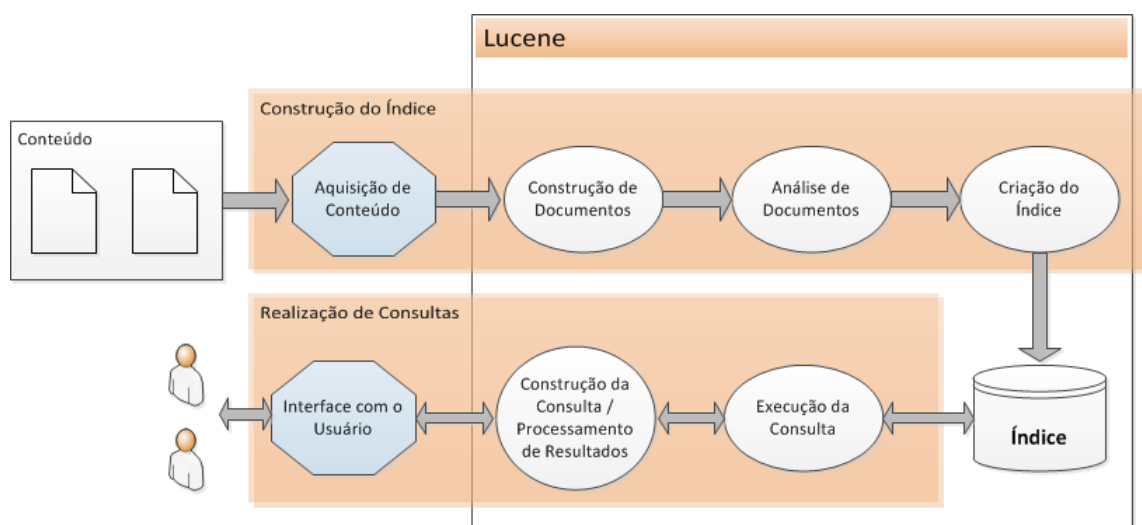 Lucene
Construção do Índice
Conteúdo
Aquisição de
Conteúdo
Construção de
Documentos
Análise de
Documentos
Criação do
Índice
Realização de Consultas
Interface com o
Usuário
Construção da
Consulta /
Processamento
de Resultados
Execução da
Consulta
Índice